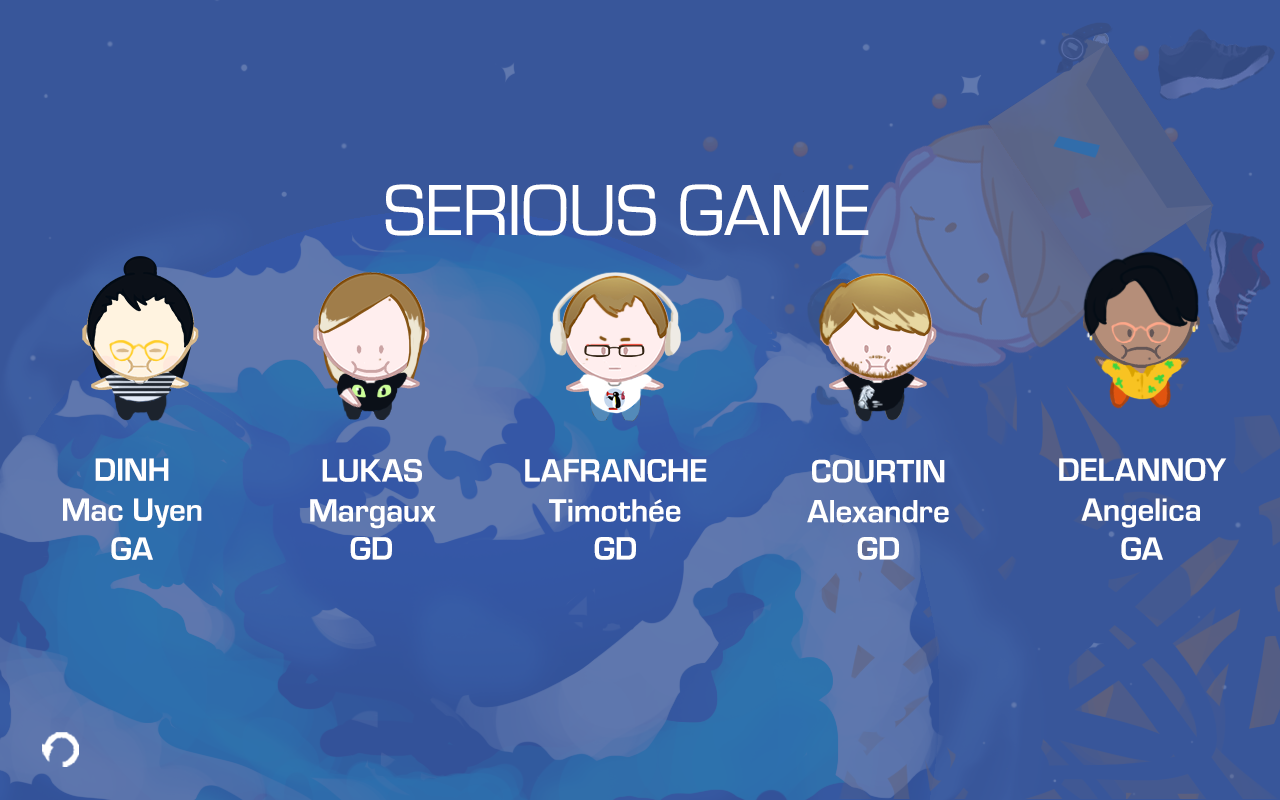 SERIOUS GAME
DINH
Mac Uyen
GA
LUKAS
Margaux
GD
LAFRANCHE
Timothée
GD
COURTIN
Alexandre
GD
DELANNOY
Angelica
GA